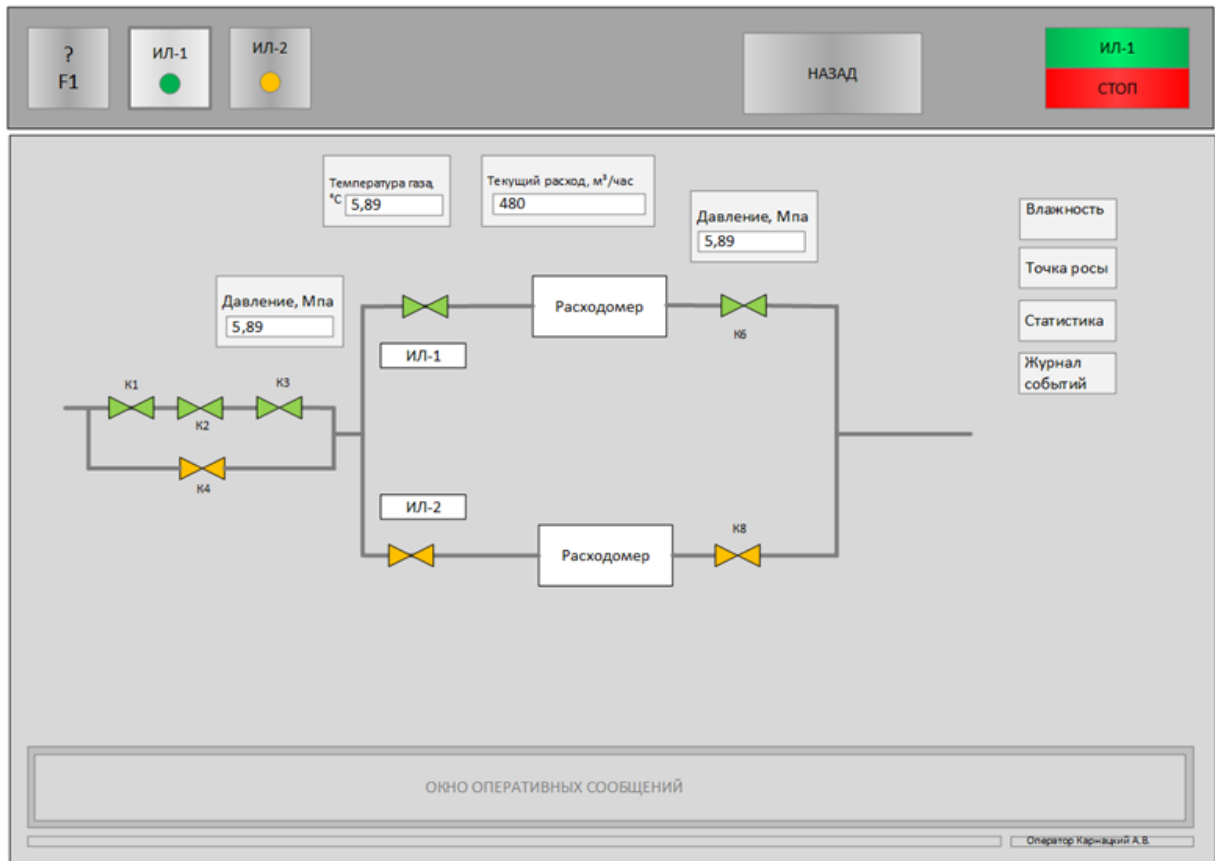 ?
F1
ИЛ-1
ИЛ-2
НАЗАД
ИЛ-1
СТОП
Температура газа,
°С 5,89
Текущий расход, м³/час
480
Давление, Мпа
5,89
Влажность
Точка росы
Статистика
Журнал
событий
Давление, Мпа
5,89
Расходомер
К6
ИЛ-1
К1
К2
К3
К4
ИЛ-2
Расходомер
К8
ОКНО ОПЕРАТИВНЫХ СООБЩЕНИЙ
Оператор Карнацкий А.В.